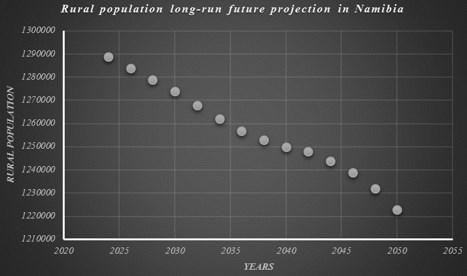 Rural population long-run future projection in Namibia
1300000
1290000
1280000
1270000
1260000
1250000
1240000
1230000
1220000
1210000
RURAL POPULATION
2020 2025 2030 2035 2040 2045 2050 2055
YEARS